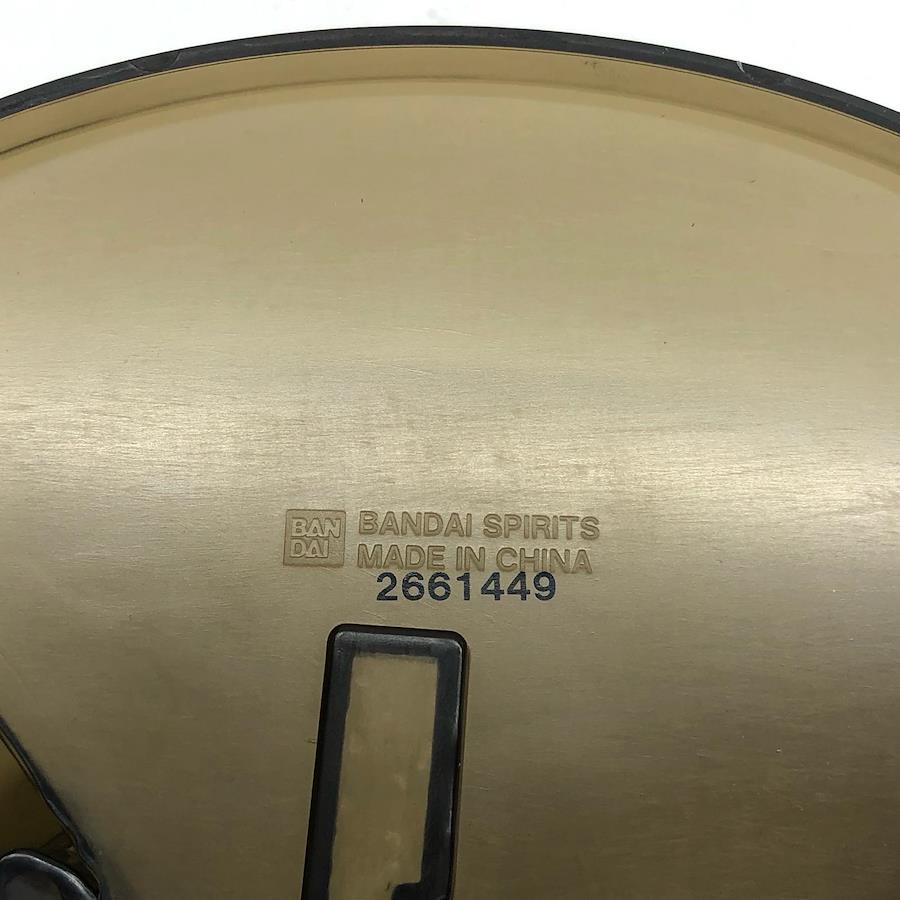 BAN
DAI
BANDAI SPIRITS
MADE IN CHINA
2661449